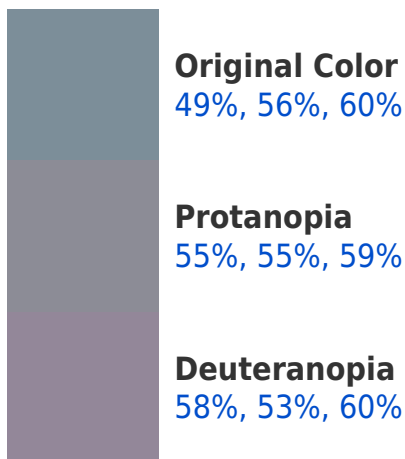 Original Color
49%, 56%, 60%
Protanopia
55%, 55%, 59%
Deuteranopia
58%, 53%, 60%